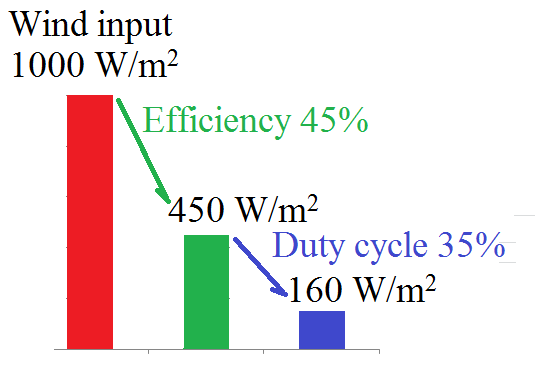 Wind input
1000 W/m²
Efficiency 45%
450 W/m²
Duty cycle 35%
160 W/m²